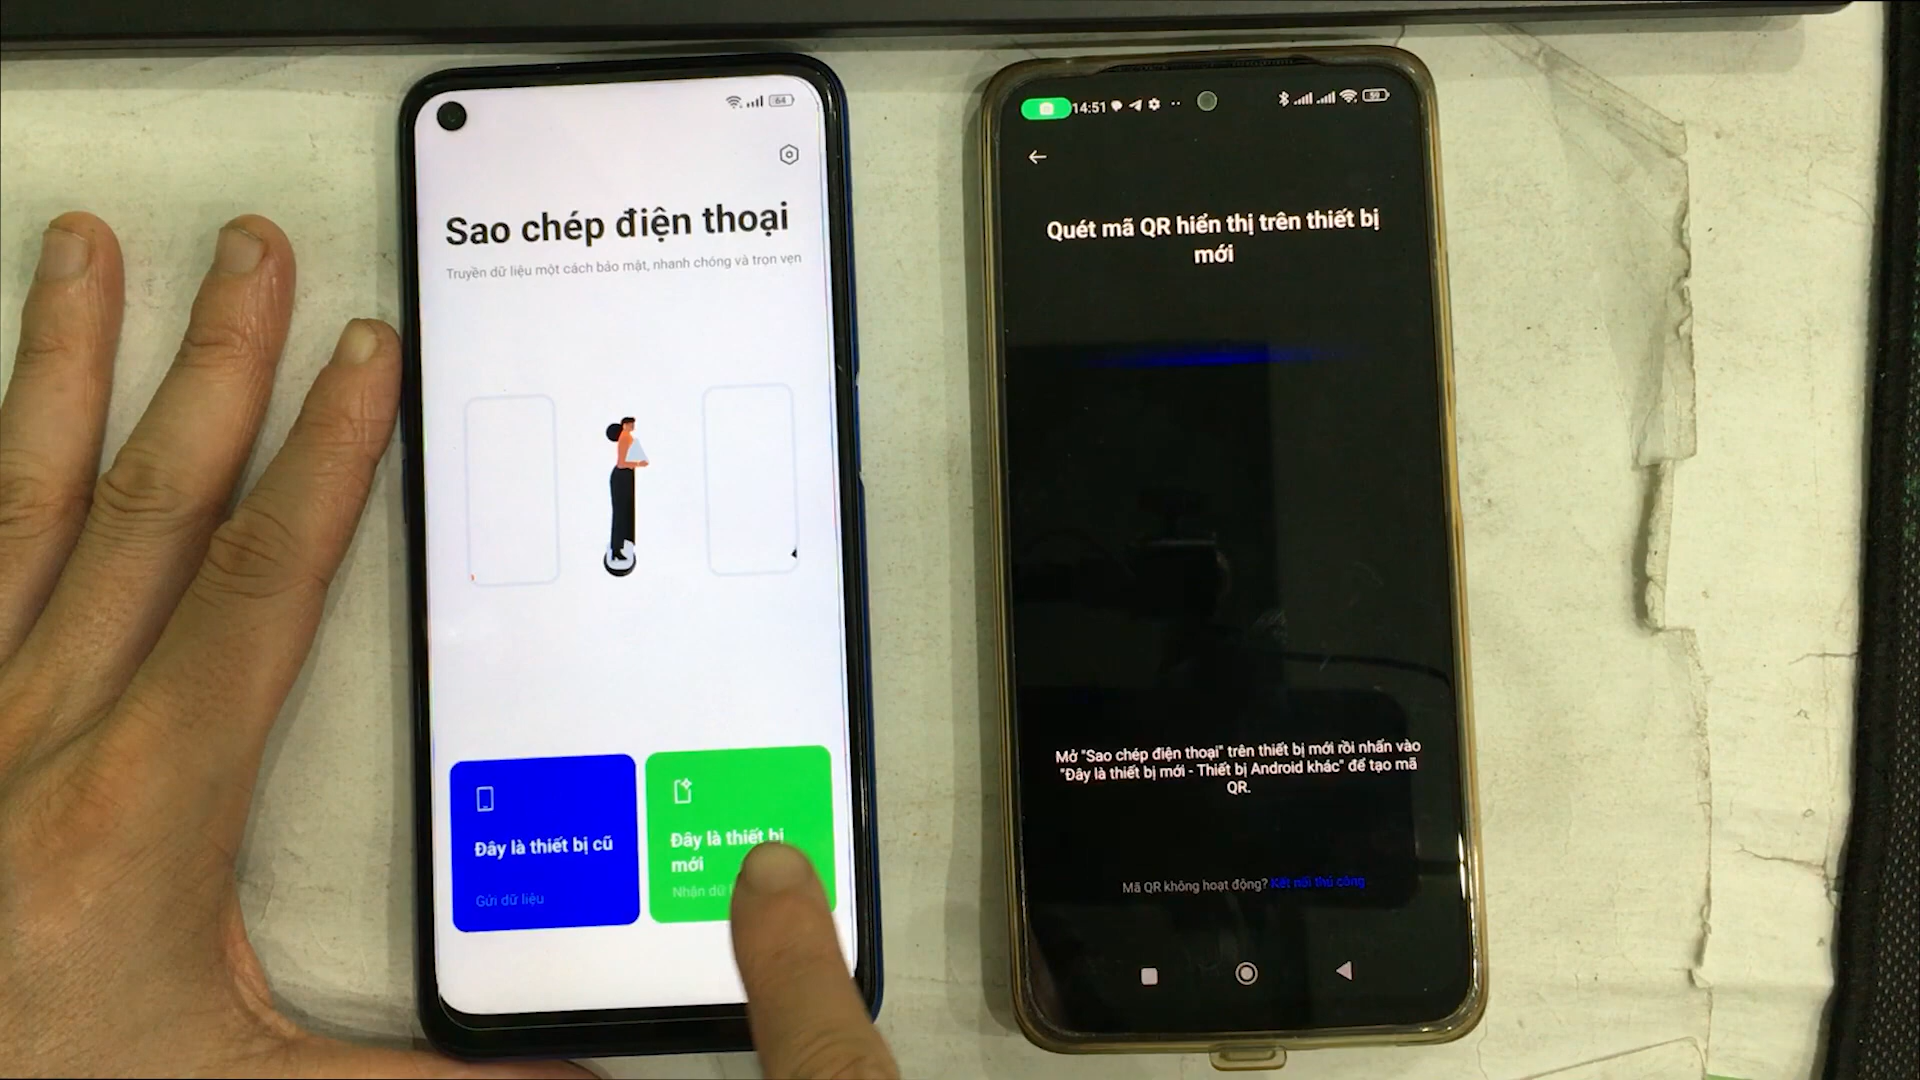 64
Sao chép điện thoại
Truyền dữ liệu một cách bảo mật, nhanh chóng và trọn vẹn
Đây là thiết bị cũ
Gửi dữ liệu
Đây là thiết bị
mới
Nhận dữ
14:51
59
Quét mã QR hiển thị trên thiết bị
mới
Mở "Sao chép điện thoại" trên thiết bị mới rồi nhấn vào
"Đây là thiết bị mới - Thiết bị Android khác" để tạo mã
QR.
Mã QR không hoạt động? Kết nối thủ công